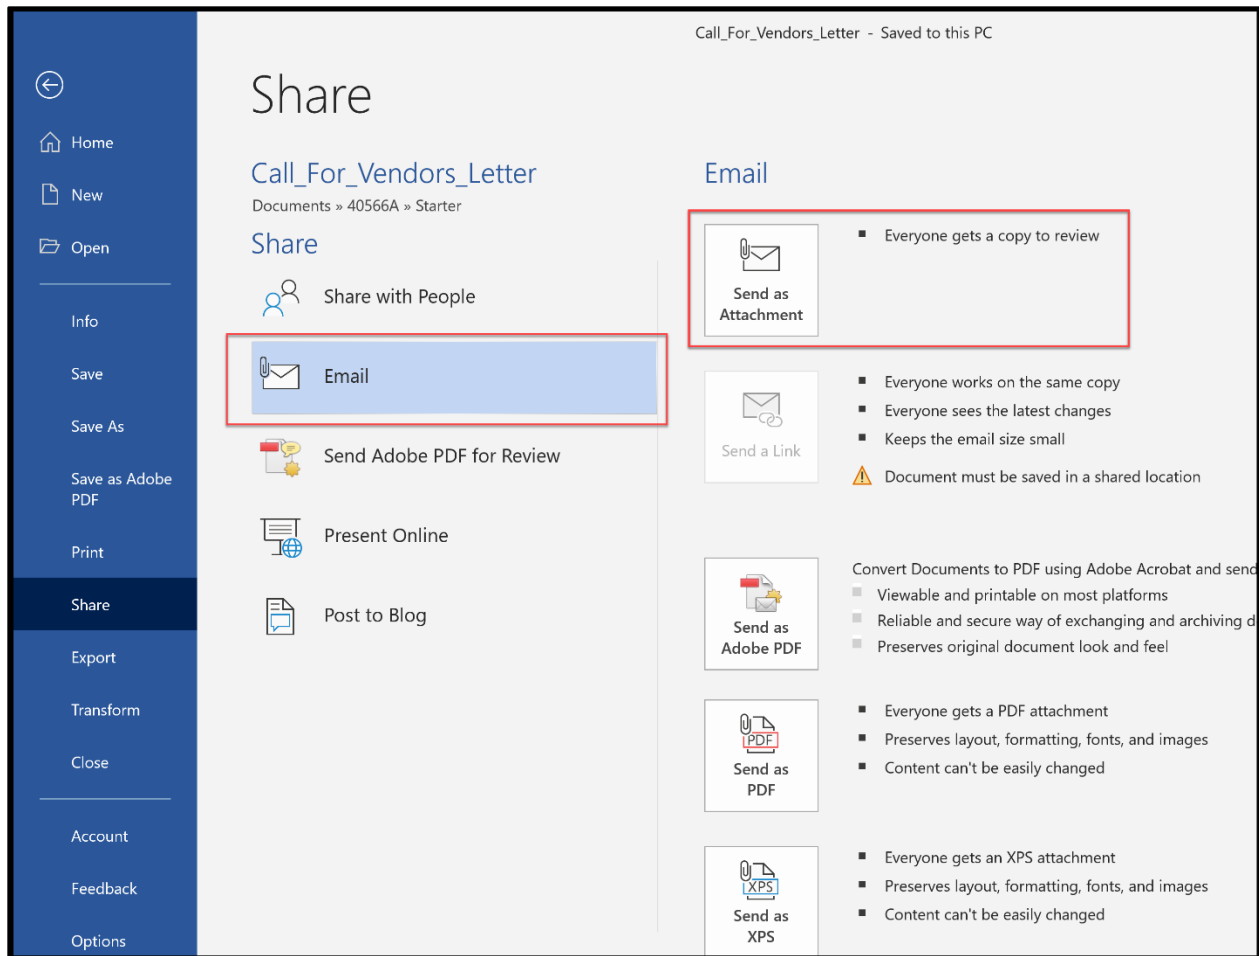 Call_For_Vendors_Letter - Saved to this PC
Home
New
Open
Info
Save
Save As
Save as Adobe
PDF
Print
Share
Export
Transform
Close
Account
Feedback
Options
Share
Call_For_Vendors_Letter
Documents » 40566A » Starter
Share
Share with People
Email
Send Adobe PDF for Review
Present Online
Post to Blog
Email
Send as
Attachment
Everyone gets a copy to review
Send a Link
Everyone works on the same copy
Everyone sees the latest changes
Keeps the email size small
Document must be saved in a shared location
Send as
Adobe PDF
Convert Documents to PDF using Adobe Acrobat and send
Viewable and printable on most platforms
Reliable and secure way of exchanging and archiving d
Preserves original document look and feel
PDF
Send as
PDF
Everyone gets a PDF attachment
Preserves layout, formatting, fonts, and images
Content can't be easily changed
XPS
Send as
XPS
Everyone gets an XPS attachment
Preserves layout, formatting, fonts, and images
Content can't be easily changed